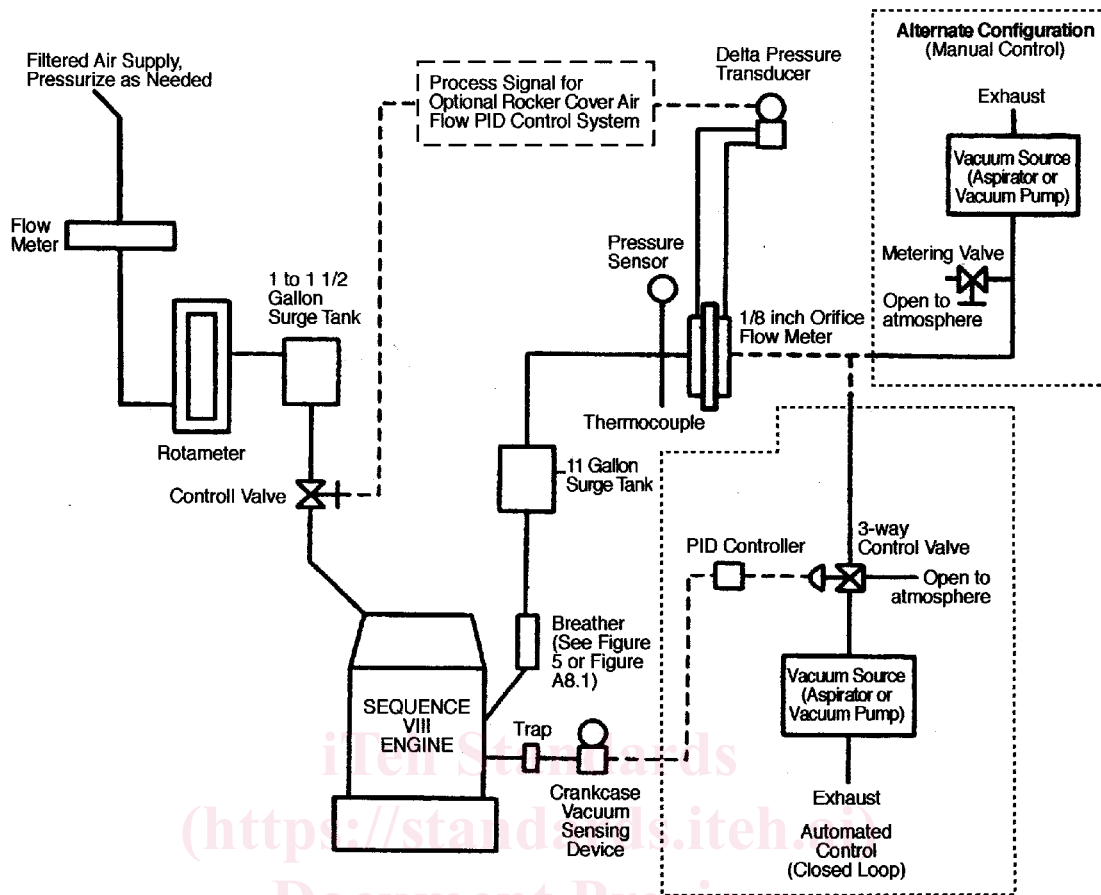 Alternate Configuration
(Manual Control)
Filtered Air Supply,
Pressurize as Needed
Process Signal for
Optional Rocker Cover Air
Flow PID Control System
Delta Pressure
Transducer
Exhaust
Vacuum Source
(Aspirator or
Vacuum Pump)
Flow
Meter
Pressure
Sensor
Metering Valve
Open to
atmosphere
1 to 1 1/2
Gallon
Surge Tank
1/8 inch Orifice
Flow Meter
Thermocouple
Rotameter
11 Gallon
Surge Tank
Controll Valve
3-way
Control Valve
PID Controller
Open to
atmosphere
Breather
(See Figure
5 or Figure
A8.1)
Vacuum Source
(Aspirator or
Vacuum Pump)
SEQUENCE
VIII
ENGINE
Trap
Crankcase
Vacuum
Sensing
Device
Exhaust
Automated
Control
(Closed Loop)
iTeh Standards
(https://standards.iteh.ai)